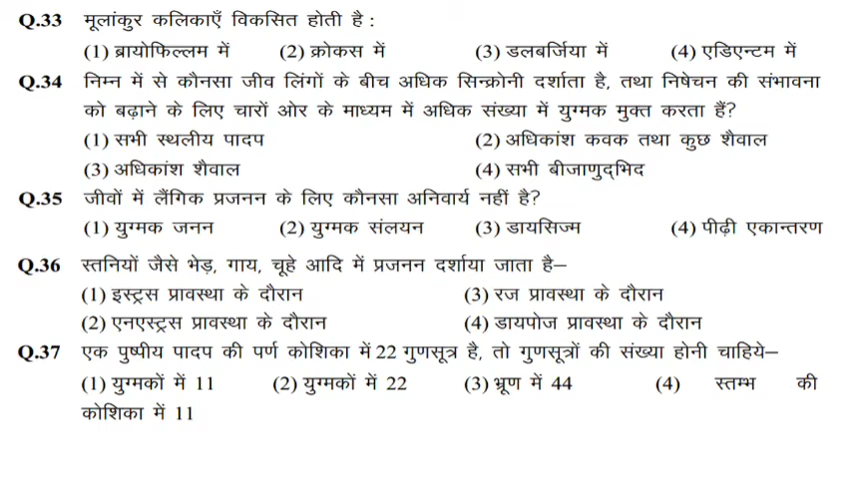 Q.33 मूलांकुर कलिकाएँ विकसित होती है :
(1) ब्रायोफिल्लम में (2) क्रोकस में (3) डलबर्जिया में (4) एडिएन्टम में
Q.34 निम्न में से कौनसा जीव लिंगों के बीच अधिक सिन्क्रोनी दर्शाता है, तथा निषेचन की संभावना
को बढ़ाने के लिए चारों ओर के माध्यम में अधिक संख्या में युग्मक मुक्त करता हैं?
(1) सभी स्थलीय पादप (2) अधिकांश कवक तथा कुछ शैवाल
(3) अधिकांश शैवाल (4) सभी बीजाणुद्भिद
Q.35 जीवों में लैंगिक प्रजनन के लिए कौनसा अनिवार्य नहीं है?
(1) युग्मक जनन (2) युग्मक संलयन (3) डायसिज्म (4) पीढ़ी एकान्तरण
Q.36 स्तनियों जैसे भेड़, गाय, चूहे आदि में प्रजनन दर्शाया जाता है–
(1) इस्ट्रस प्रावस्था के दौरान (3) रज प्रावस्था के दौरान
(2) एनएस्ट्रस प्रावस्था के दौरान (4) डायपोज प्रावस्था के दौरान
Q.37 एक पुष्पीय पादप की पर्ण कोशिका में 22 गुणसूत्र है, तो गुणसूत्रों की संख्या होनी चाहिये–
(1) युग्मकों में 11 (2) युग्मकों में 22 (3) भ्रूण में 44 (4) स्तम्भ की
कोशिका में 11